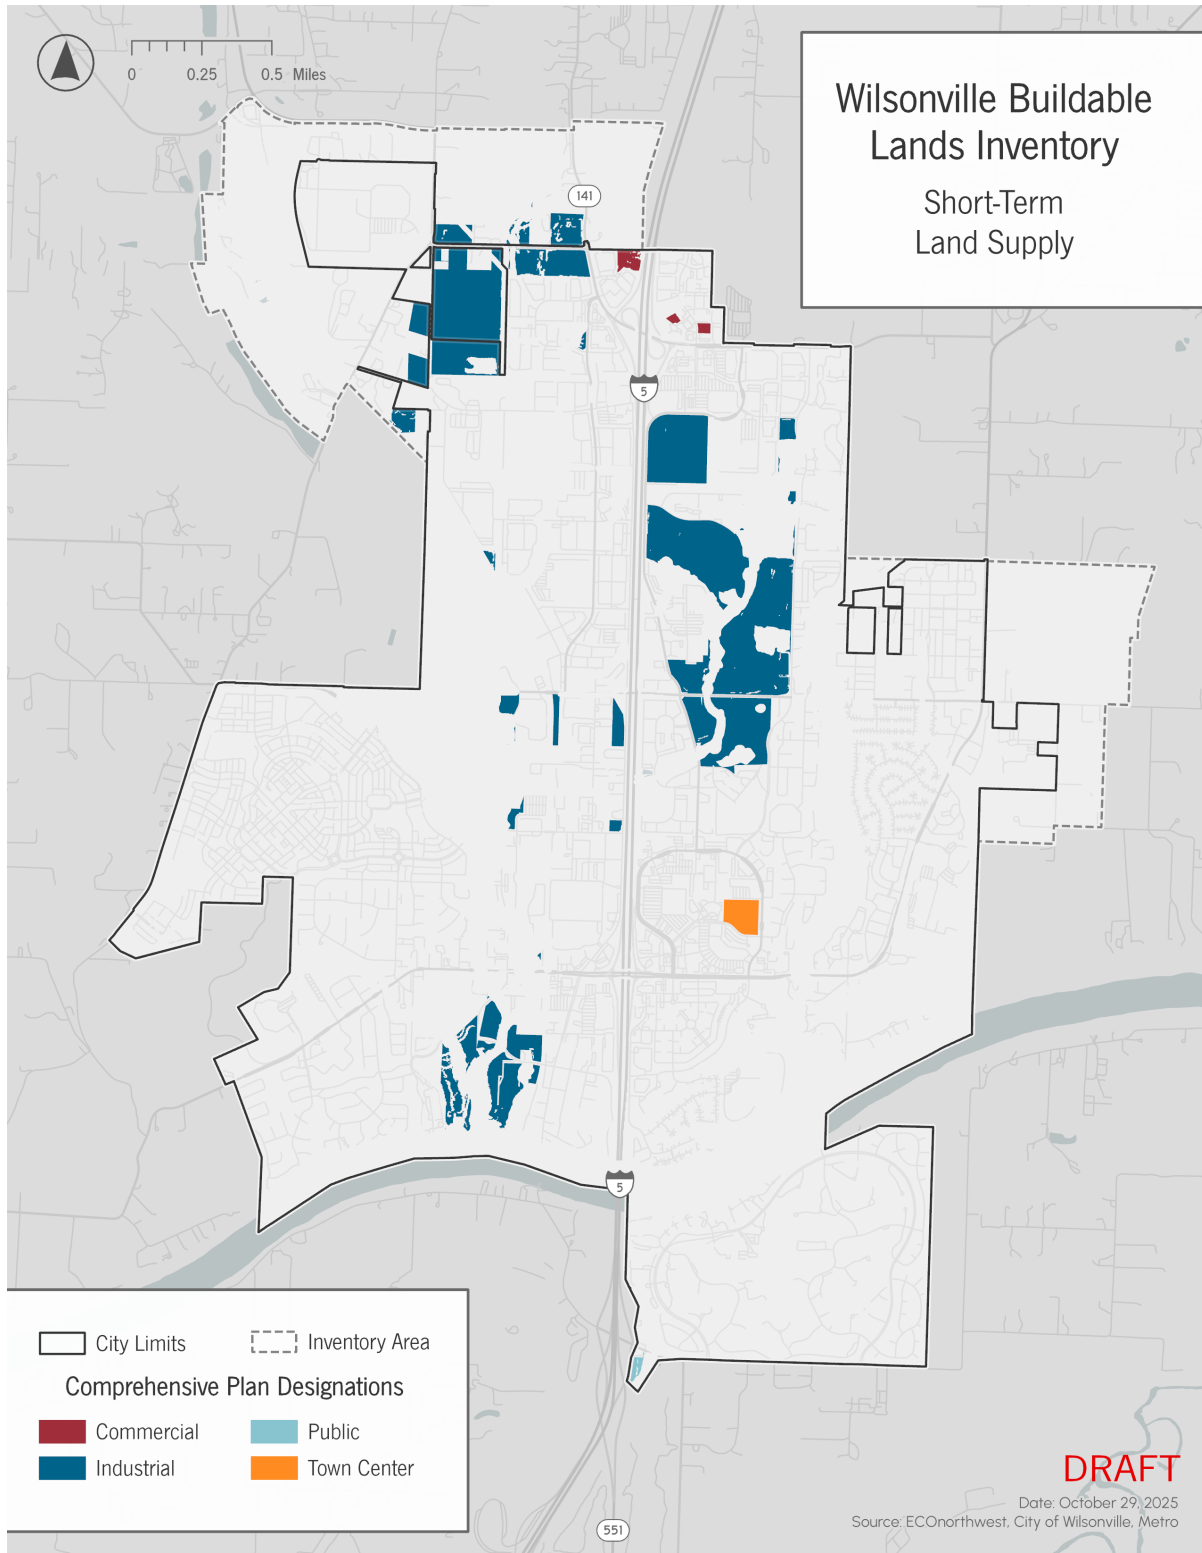 0 0.25 0.5 Miles
Wilsonville Buildable
Lands Inventory
Short-Term
Land Supply
141
5
5
City Limits
Inventory Area
Comprehensive Plan Designations
Commercial
Public
Industrial
Town Center
DRAFT
Date: October 29, 2025
Source: ECOnorthwest, City of Wilsonville, Metro
551